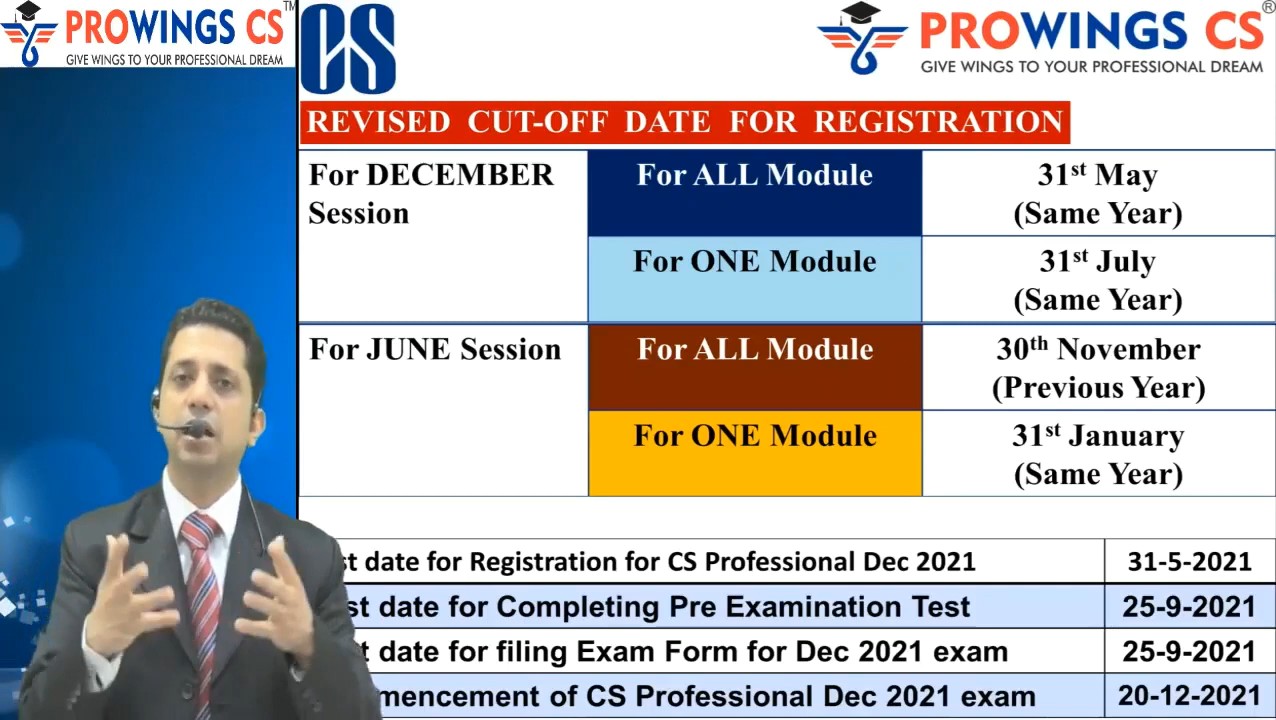 PROWINGS CS™
GIVE WINGS TO YOUR PROFESSIONAL DREAM
CS
PROWINGS CS®
GIVE WINGS TO YOUR PROFESSIONAL DREAM
REVISED CUT-OFF DATE FOR REGISTRATION
For DECEMBER
Session
For ALL Module
31st May
(Same Year)
For ONE Module
31st July
(Same Year)
For JUNE Session
For ALL Module
30th November
(Previous Year)
For ONE Module
31st January
(Same Year)
date for Registration for CS Professional Dec 2021
31-5-2021
date for Completing Pre Examination Test
25-9-2021
date for filing Exam Form for Dec 2021 exam
25-9-2021
of CS Professional Dec 2021 exam
20-12-2021